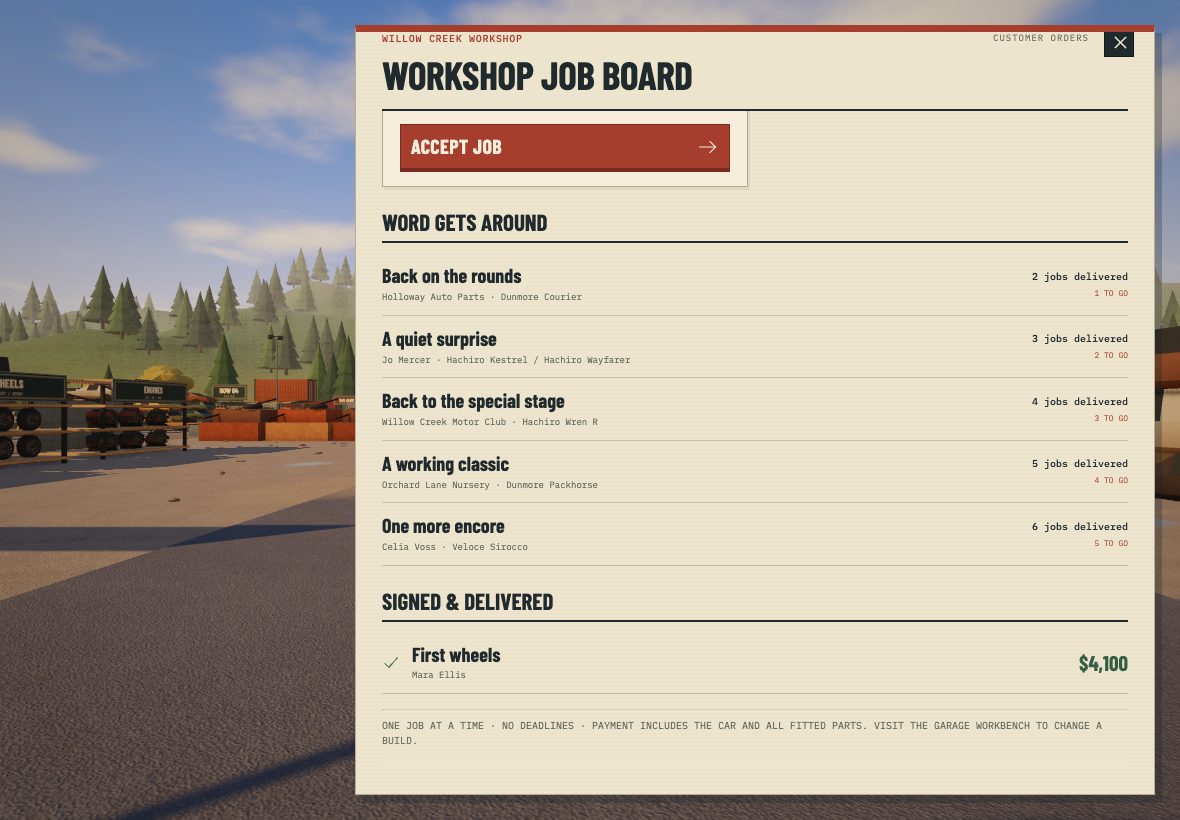 WILLOW CREEK WORKSHOP
CUSTOMER ORDERS
WORKSHOP JOB BOARD
ACCEPT JOB
WORD GETS AROUND
Back on the rounds
2 jobs delivered
Holloway Auto Parts · Dunmore Courier
1 TO GO
A quiet surprise
3 jobs delivered
Jo Mercer · Hachiro Kestrel / Hachiro Wayfarer
2 TO GO
Back to the special stage
4 jobs delivered
Willow Creek Motor Club · Hachiro Wren R
3 TO GO
A working classic
5 jobs delivered
Orchard Lane Nursery · Dunmore Packhorse
4 TO GO
One more encore
6 jobs delivered
Celia Voss · Veloce Sirocco
5 TO GO
SIGNED & DELIVERED
First wheels
$4,100
Mara Ellis
ONE JOB AT A TIME · NO DEADLINES · PAYMENT INCLUDES THE CAR AND ALL FITTED PARTS. VISIT THE GARAGE WORKBENCH TO CHANGE A
BUILD.
HEELS
ENGINES